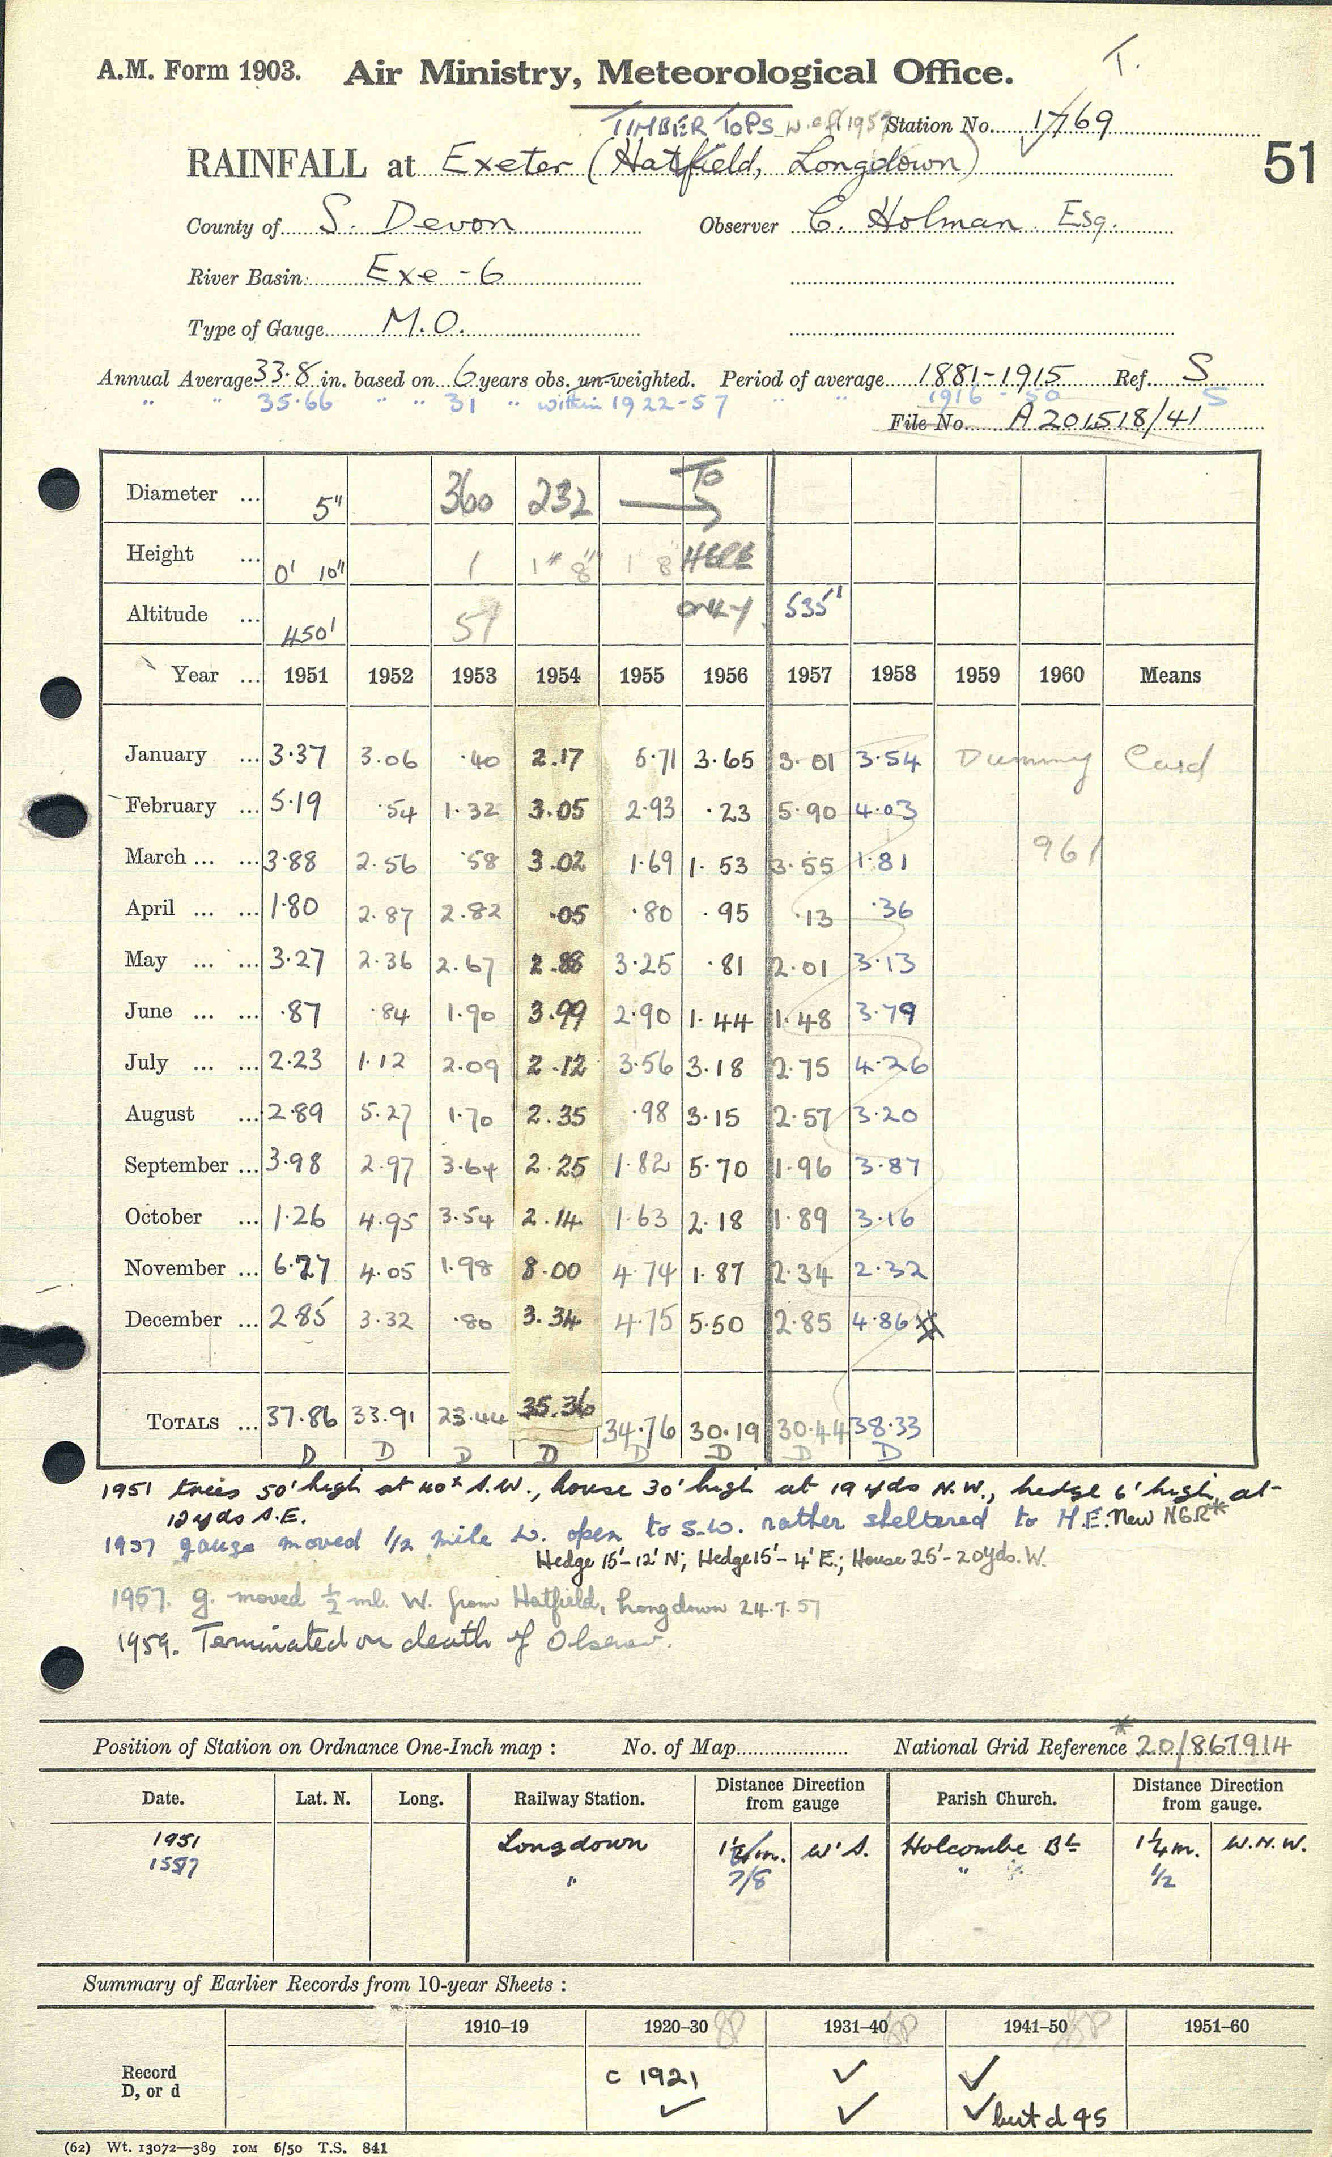 T.
A.M. Form 1903. Air Ministry, Meteorological Office.
TIMBER TOPS w. ef 1957 Station No. 1769
RAINFALL at Exeter (Hatfield, Longdown)
51
County of S. Devon Observer C. Holman Esq.
River Basin Exe - 6
Type of Gauge M.O.
Annual Average 33.8 in. based on 6 years obs. un-weighted. Period of average 1881-1915 Ref. S
" " 35.66 " " 31 " within 1922-57 " " 1916 - 50 S
File No. A 201518/41
Diameter ... 5" 360 232 TO
Height ... 0' 10" 1 1" 8" 1 8 HERE
Altitude ... 450' 51 ONLY 535'
Year ... 1951 1952 1953 1954 1955 1956 1957 1958 1959 1960 Means
January ... 3.37 3.06 .40 2.17 5.71 3.65 3.01 3.54 Dummy Card
February ... 5.19 .54 1.32 3.05 2.93 .23 5.90 4.03
March ... ... 3.88 2.56 .58 3.02 1.69 1.53 3.55 1.81 961
April ... ... 1.80 2.87 2.82 .05 .80 .95 .13 .36
May ... ... 3.27 2.36 2.67 2.88 3.25 .81 2.01 3.13
June ... ... .87 .84 1.90 3.99 2.90 1.44 1.48 3.79
July ... ... 2.23 1.12 2.09 2.12 3.56 3.18 2.75 4.26
August ... 2.89 5.27 1.70 2.35 .98 3.15 2.57 3.20
September ... 3.98 2.97 3.64 2.25 1.82 5.70 1.96 3.87
October ... 1.26 4.95 3.54 2.14 1.63 2.18 1.89 3.16
November ... 6.27 4.05 1.98 8.00 4.74 1.87 2.34 2.32
December ... 2.85 3.32 .80 3.34 4.75 5.50 2.85 4.86
TOTALS ... 37.86 33.91 23.44 35.36 34.76 30.19 30.44 38.33
D D D D D D D D
1951 trees 50' high at 40x S.W., house 30' high at 19 yds N.W., hedge 6' high at
12 yds S.E.
1957 gauge moved 1/2 mile W. open to S.W. rather sheltered to N.E. New NGR*
Hedge 15'-12' N; Hedge 15'-4' E.; House 25'-20yds. W.
1957. g. moved 1/2 ml. W. from Hatfield, Longdown 24.7.57
1959. Terminated on death of Observer.
Position of Station on Ordnance One-Inch map : No. of Map National Grid Reference * 20/867914
Date. Lat. N. Long. Railway Station. Distance Direction from gauge Parish Church. Distance Direction from gauge.
1951 Longdown m. W'S. Holcombe Bt 1 1/4 m. W.N.W.
1957 " 7/8 " 1/2
Summary of Earlier Records from 10-year Sheets :
1910-19 1920-30 1931-40 1941-50 1951-60
Record c 1921 ✓ ✓
D, or d ✓ ✓ ✓ but d 45
(62) Wt. 13072—389 10M 6/50 T.S. 841